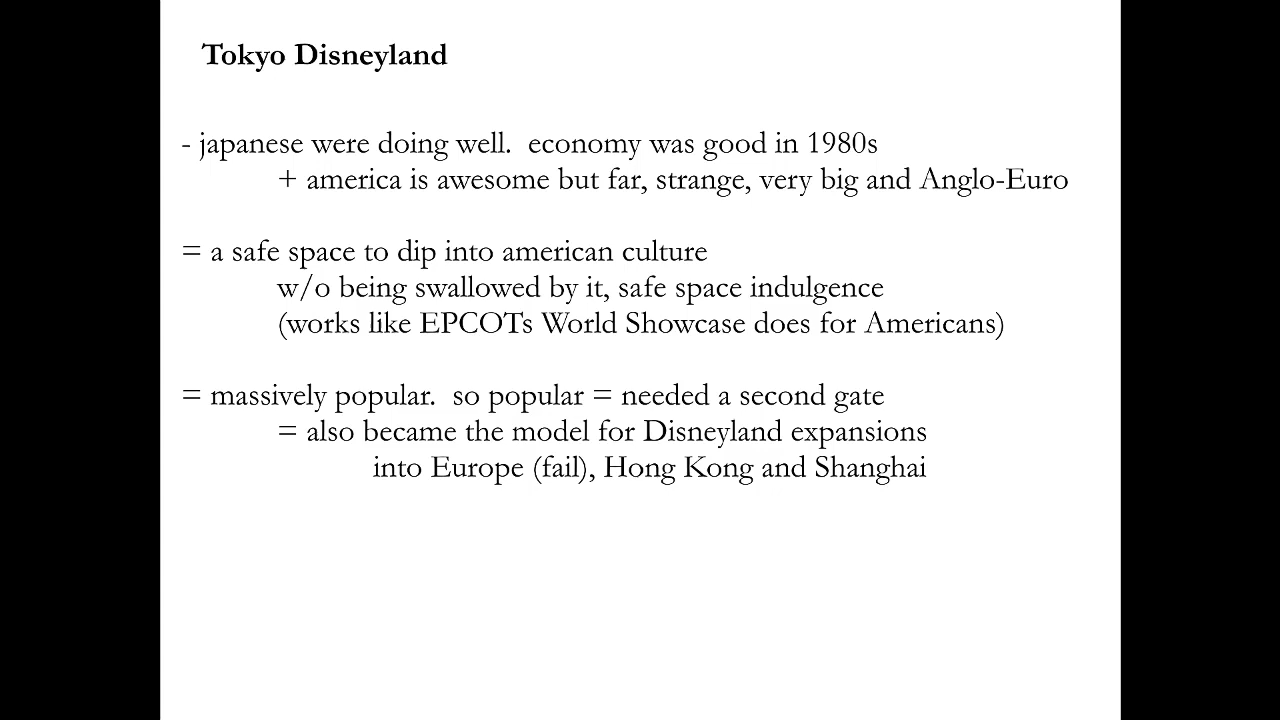 Tokyo Disneyland
- japanese were doing well.  economy was good in 1980s
+ america is awesome but far, strange, very big and Anglo-Euro
= a safe space to dip into american culture
w/o being swallowed by it, safe space indulgence
(works like EPCOTs World Showcase does for Americans)
= massively popular.  so popular = needed a second gate
= also became the model for Disneyland expansions
into Europe (fail), Hong Kong and Shanghai